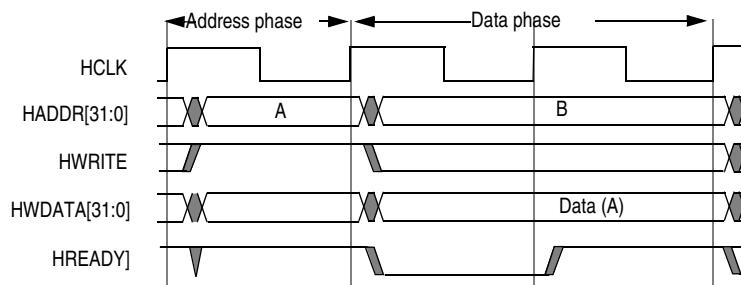 Address phase
Data phase
HCLK
HADDR[31:0]
A
B
HWRITE
HWDATA[31:0]
Data (A)
HREADY]